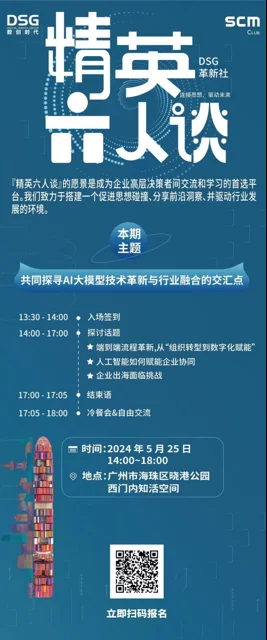 DSG
数创时代
SCM
CLUB
精英
六人谈
DSG
革新社
连接思想，驱动未来
『精英六人谈』的愿景是成为企业高层决策者间交流和学习的首选平
台。我们致力于搭建一个促进思想碰撞、分享前沿洞察、并驱动行业发
展的环境。
本期
主题
共同探寻AI大模型技术革新与行业融合的交汇点
13:30 - 14:00 入场签到
14:00 - 17:00 探讨话题
★ 端到端流程革新，从“组织转型到数字化赋能”
★ 人工智能如何赋能企业协同
★ 企业出海面临挑战
17:00 - 17:05 结束语
17:05 - 18:00 冷餐会&自由交流
时间：2024 年 5 月 25 日
14:00~18:00
地点：广州市海珠区晓港公园
西门内知活空间
立即扫码报名